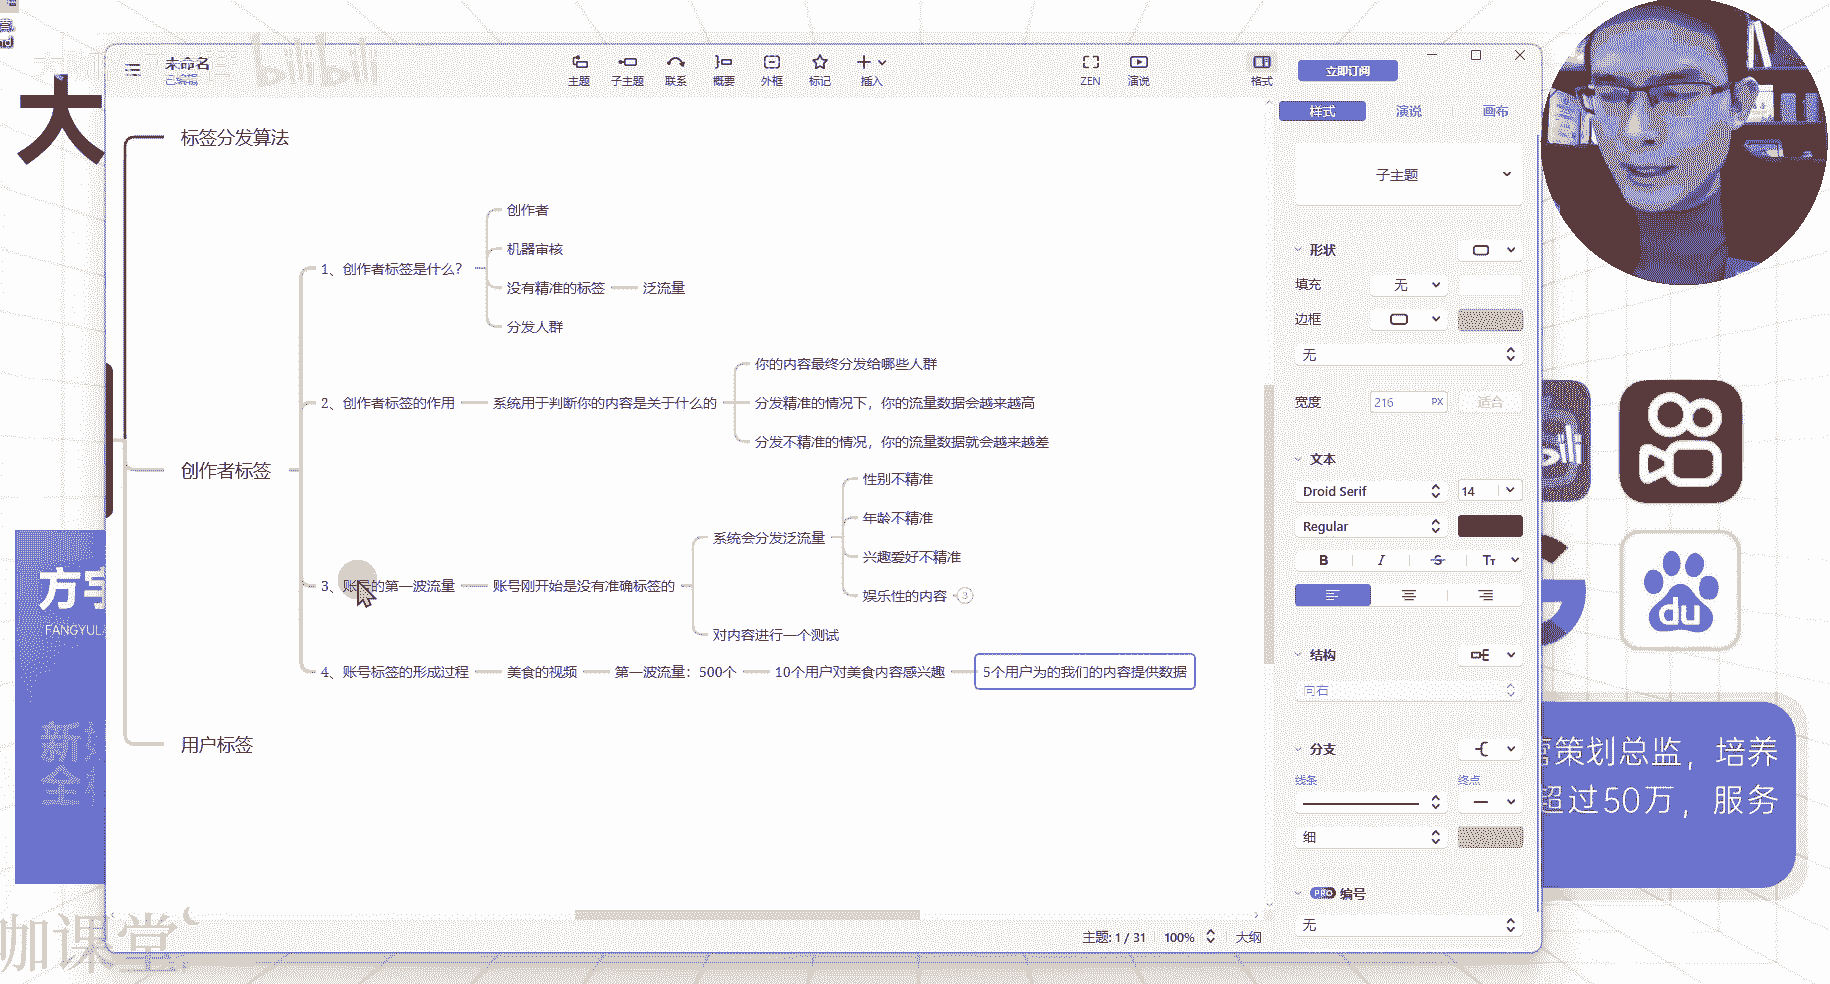 大
未命名
已编辑
bilibili
主题
子主题
联系
概要
外框
标记
插入
ZEN
演说
格式
立即订阅
样式
演说
画布
标签分发算法
创作者标签
1、创作者标签是什么？
创作者
机器审核
没有精准的标签
泛流量
分发人群
2、创作者标签的作用
系统用于判断你的内容是关于什么的
你的内容最终分发给哪些人群
分发精准的情况下，你的流量数据会越来越高
分发不精准的情况，你的流量数据就会越来越差
3、账号的第一波流量
账号刚开始是没有准确标签的
系统会分发泛流量
性别不精准
年龄不精准
兴趣爱好不精准
娱乐性的内容
3
对内容进行一个测试
4、账号标签的形成过程
美食的视频
第一波流量：500个
10个用户对美食内容感兴趣
5个用户为的我们的内容提供数据
用户标签
子主题
形状
填充
无
边框
无
宽度
216
PX
适合
文本
Droid Serif
14
Regular
B
I
S
Tт
结构
向右
分支
线条
终点
细
PRO
编号
无
主题: 1 / 31
100%
大纲
方宇
FANGYUL
新
全
du
策划总监，培养
超过50万，服务
咖课堂